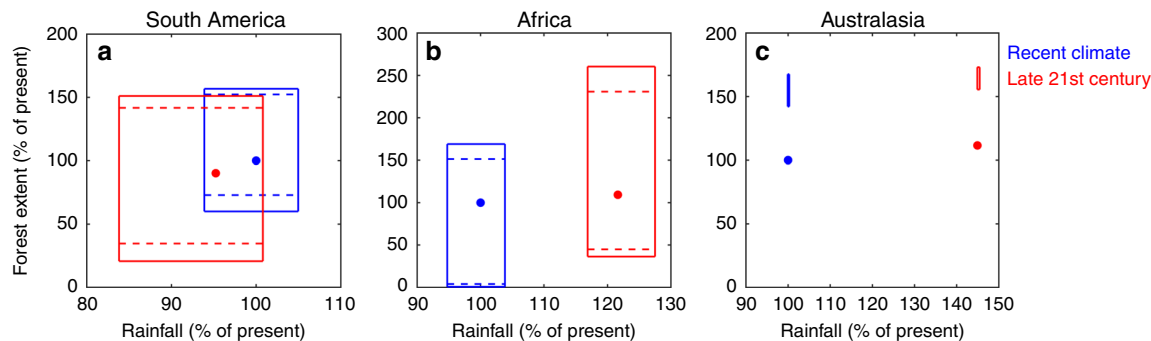 South America
Africa
Australasia
Forest extent (% of present)
a
200
150
100
50
0
80
90
100
110
Rainfall (% of present)
b
300
250
200
150
100
50
0
90
100
110
120
130
Rainfall (% of present)
c
200
150
100
50
0
90
100
110
120
130
140
150
Rainfall (% of present)
Recent climate
Late 21st century